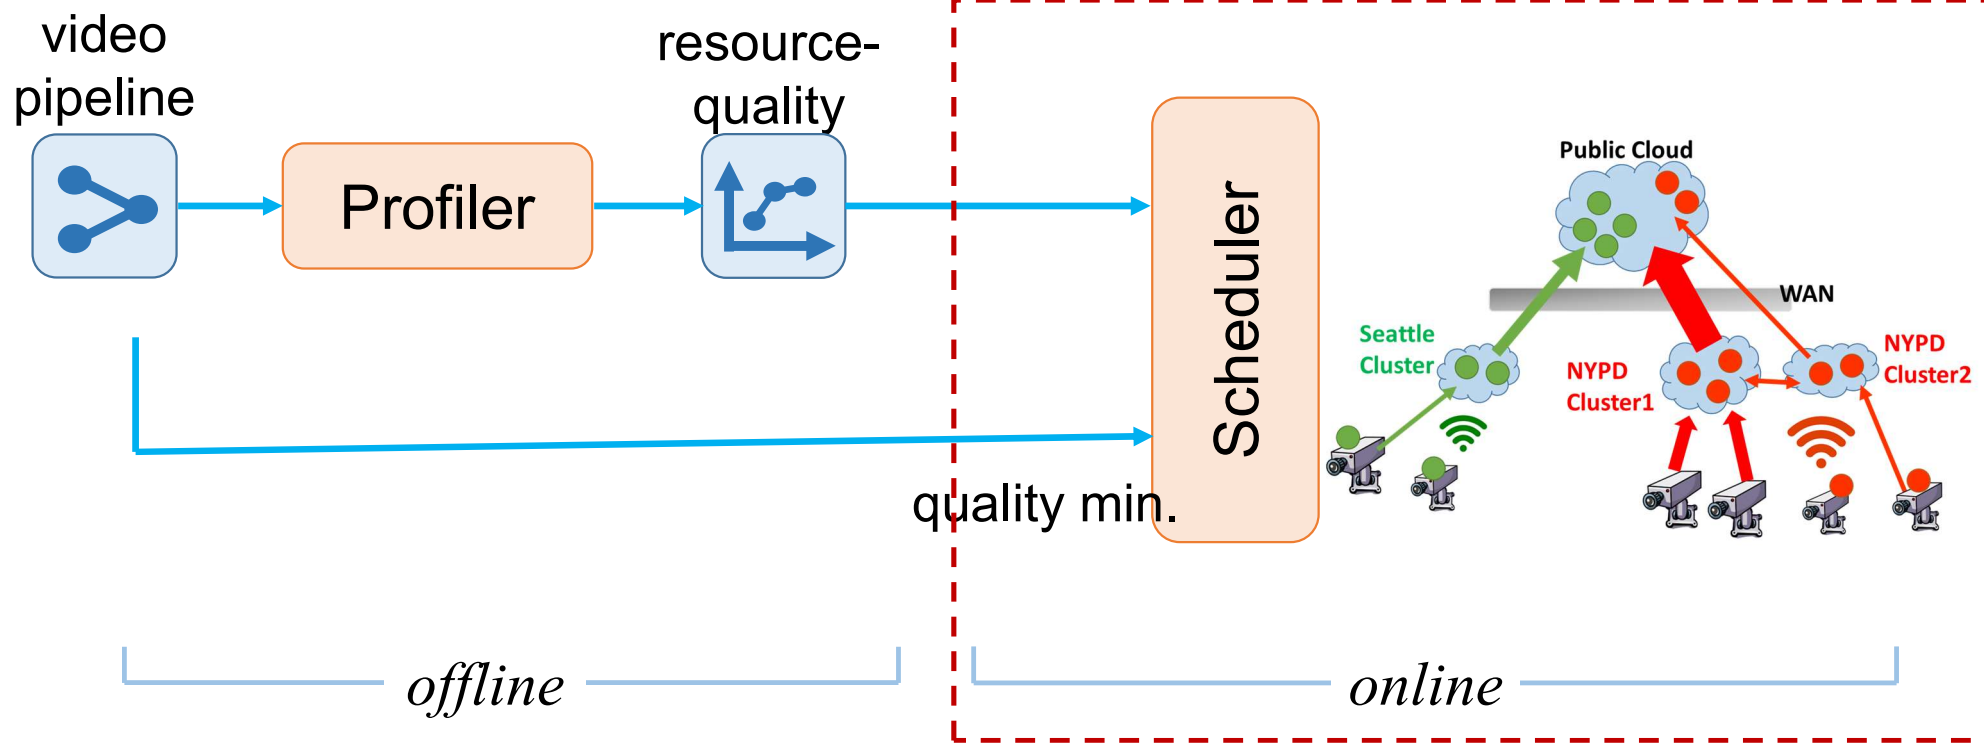 video
pipeline
Profiler
resource-
quality
Scheduler
quality min.
Public Cloud
WAN
Seattle
Cluster
NYPD
Cluster1
NYPD
Cluster2
offline
online